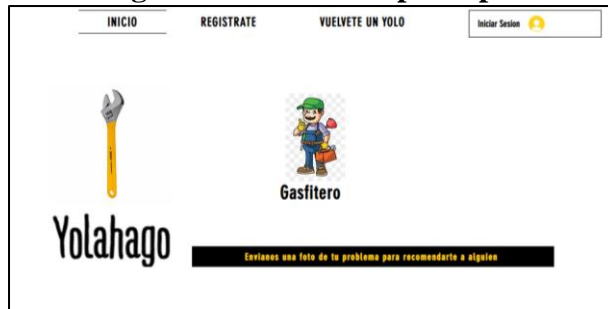 INICIO REGISTRATE VUELVETE UN YOLO Iniciar Sesion
Gasfitero
Yolahago
Envianos una foto de tu problema para recomendarte a alguien